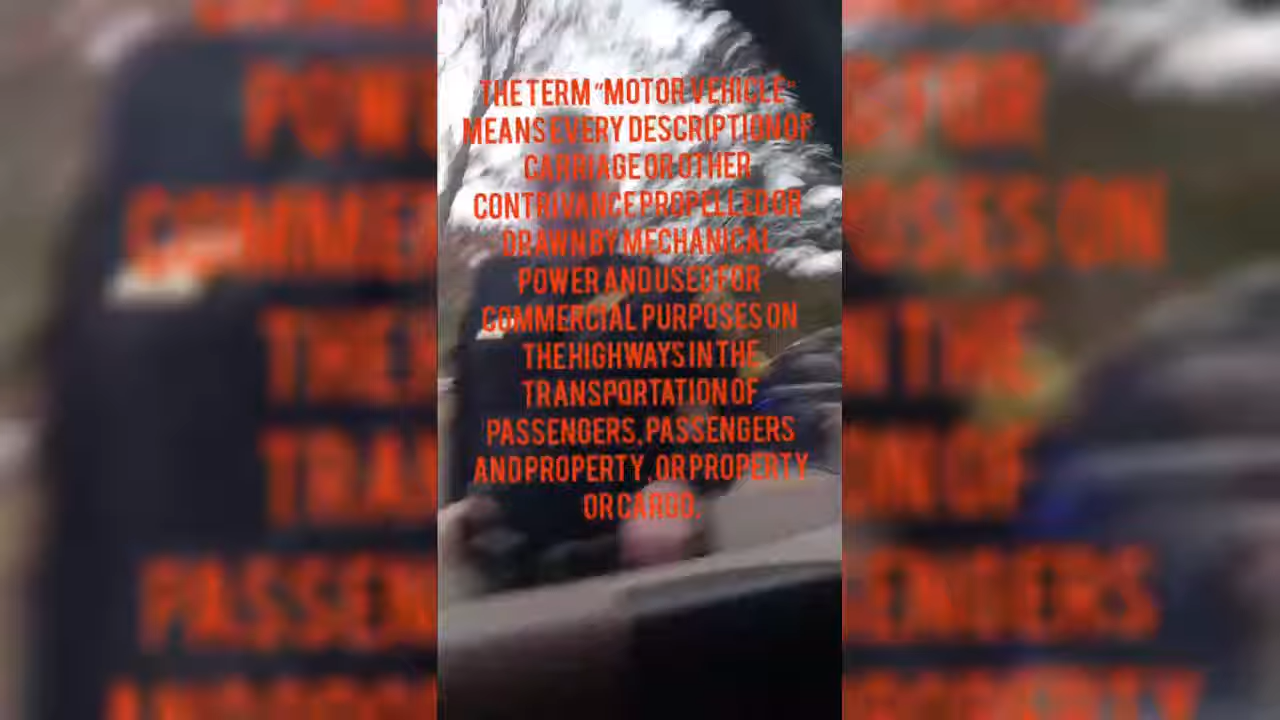 THE TERM "MOTOR VEHICLE"
MEANS EVERY DESCRIPTION OF
CARRIAGE OR OTHER
CONTRIVANCE PROPELLED OR
DRAWN BY MECHANICAL
POWER AND USED FOR
COMMERCIAL PURPOSES ON
THE HIGHWAYS IN THE
TRANSPORTATION OF
PASSENGERS, PASSENGERS
AND PROPERTY, OR PROPERTY
OR CARGO.